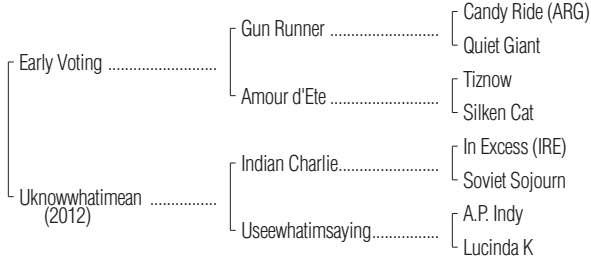 Candy Ride (ARG)
Gun Runner ........................
Quiet Giant
Early Voting ........................
Tiznow
Amour d'Ete ........................
Silken Cat
In Excess (IRE)
Indian Charlie........................
Soviet Sojourn
Uknowwhatimean ................
(2012)
A.P. Indy
Useewhatimsaying................
Lucinda K